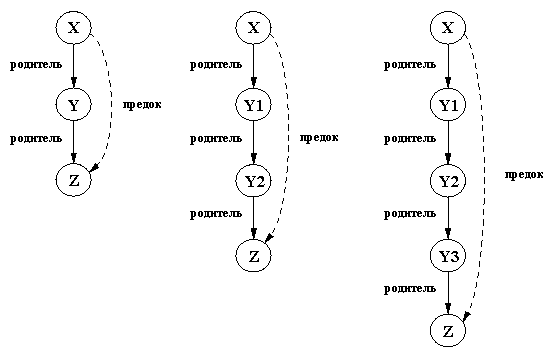 X
родитель
Y
предок
родитель
Z
X
родитель
Y1
родитель
предок
Y2
родитель
Z
X
родитель
Y1
родитель
предок
Y2
родитель
Y3
родитель
Z